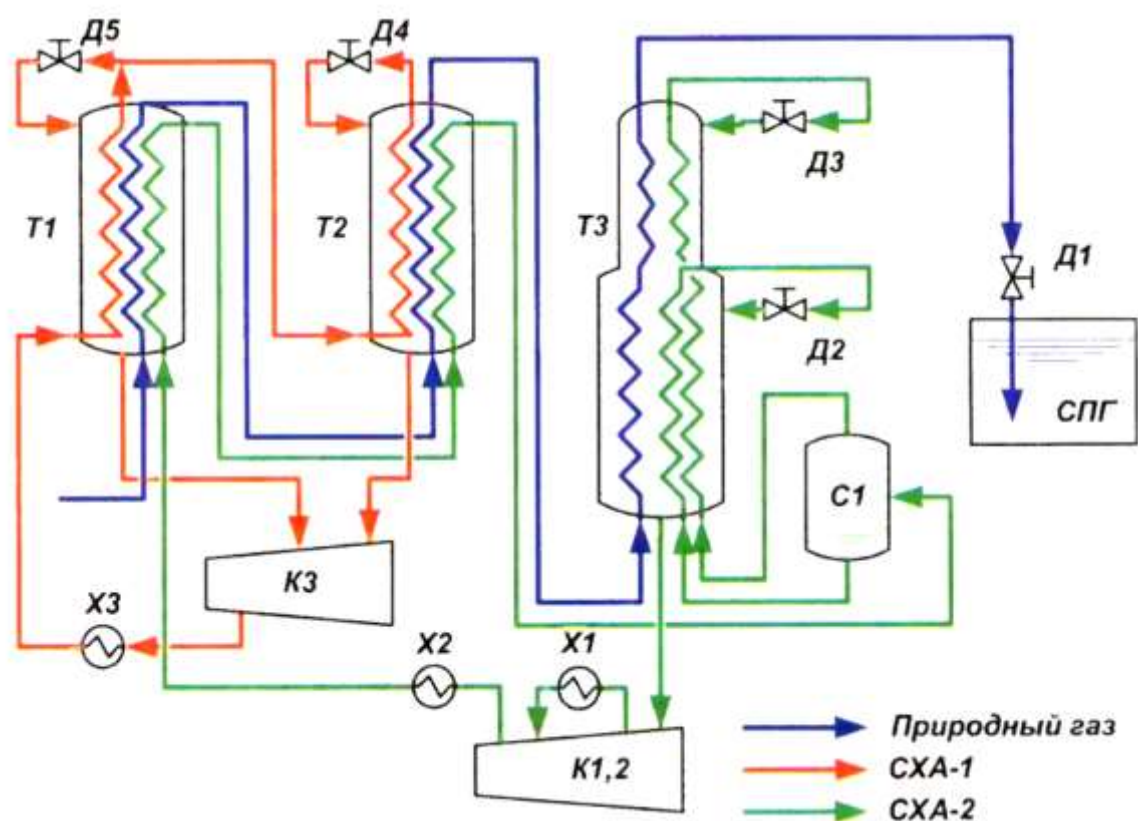 Д5
Д4
Д3
Т1
Т2
Т3
Д1
Д2
СПГ
С1
К3
Х3
Х2
Х1
К1,2
Природный газ
СХА-1
СХА-2